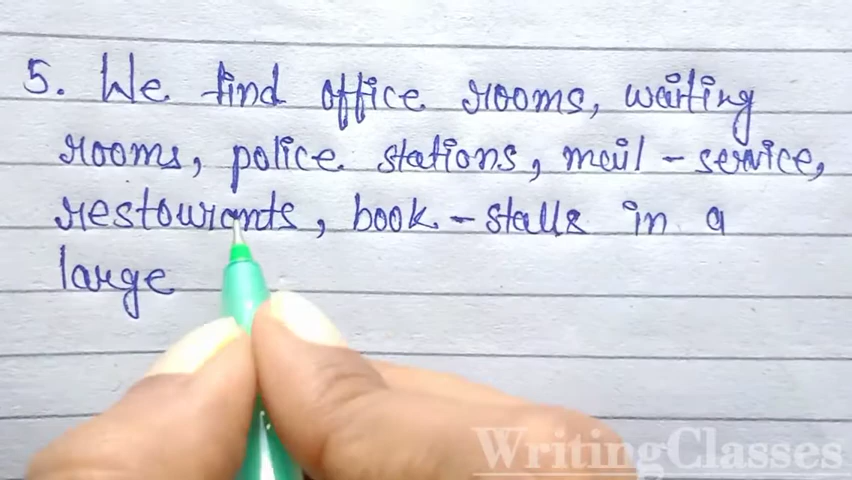 5. We find office rooms, waiting
rooms, police stations, mail - service,
restourants, book - stalls in a
large
WritingClasses